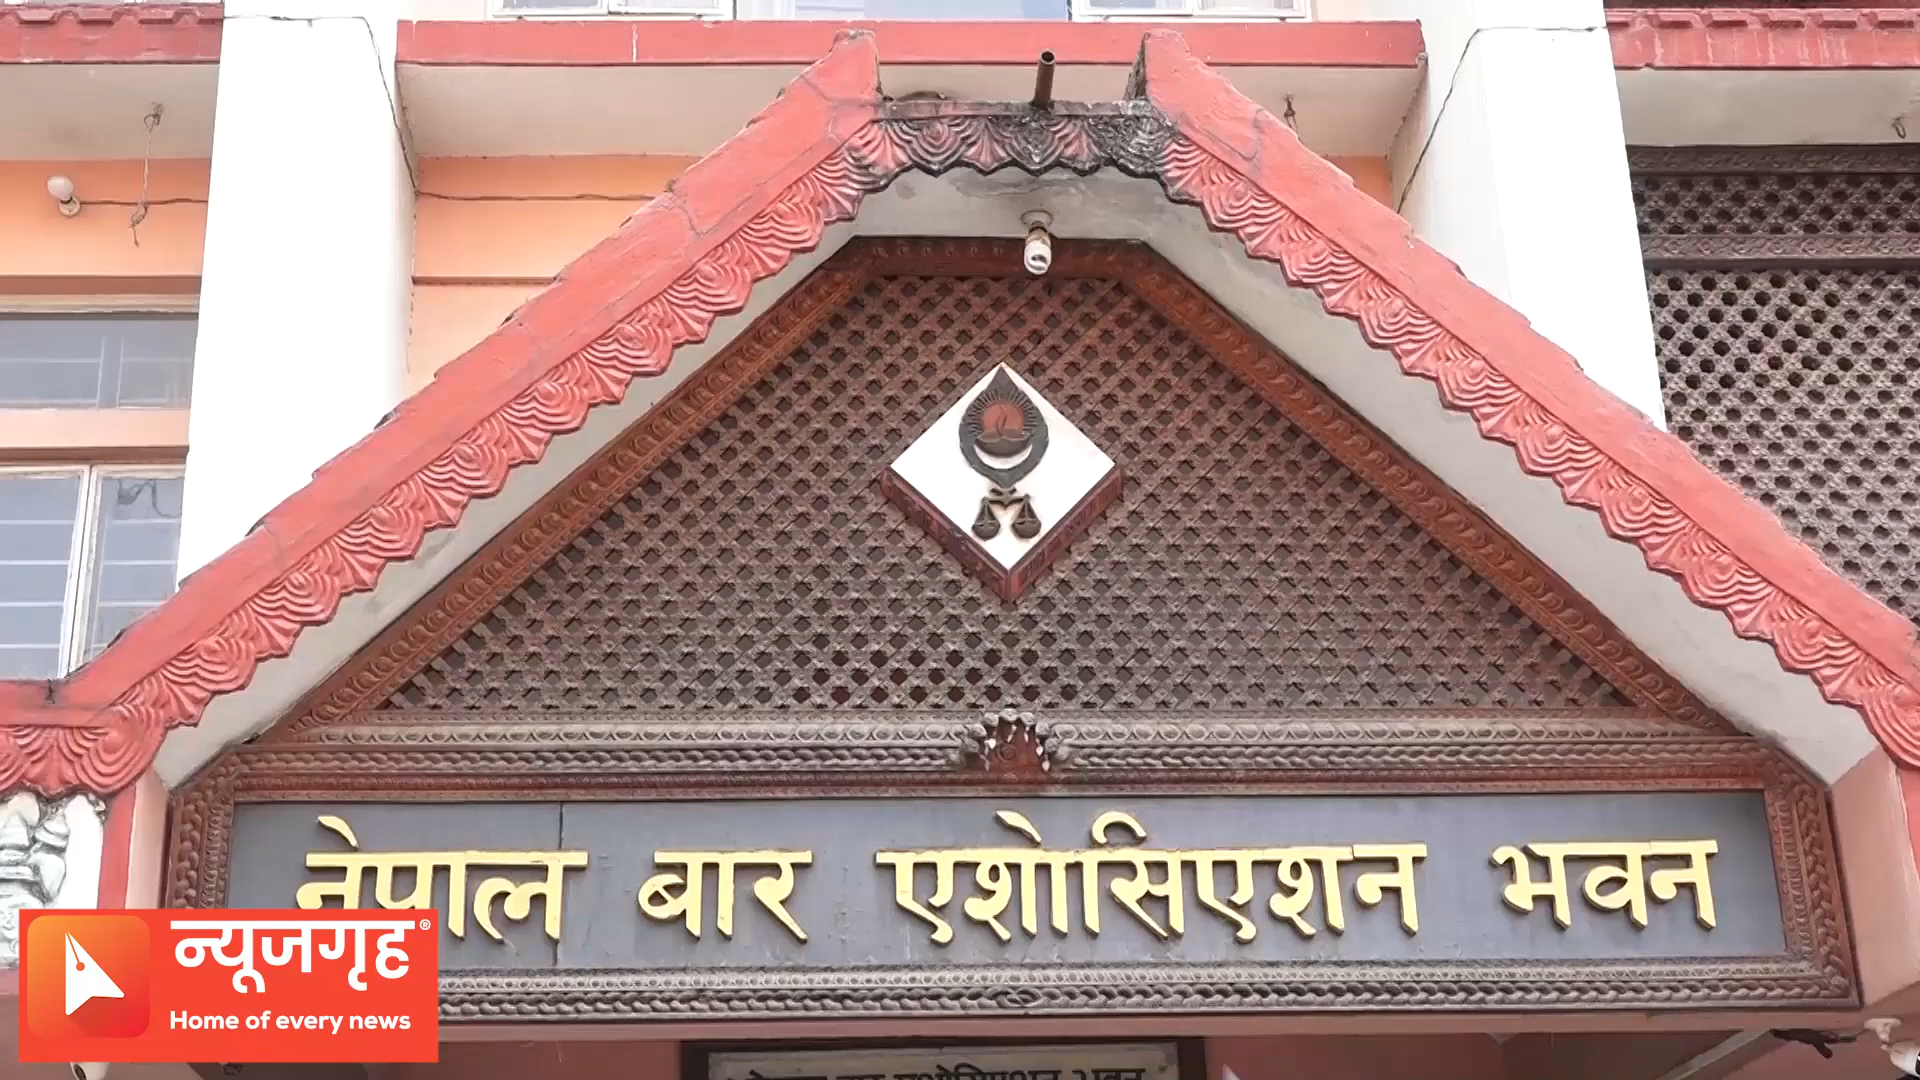 नेपाल बार एशोसिएशन भवन
न्यूजगृह®
Home of every news